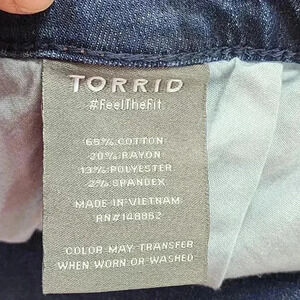 TORRID
#FeelTheFit
65% COTTON
20% RAYON
13% POLYESTER
2% SPANDEX
MADE IN VIETNAM
RN#148862
COLOR MAY TRANSFER
WHEN WORN OR WASHED